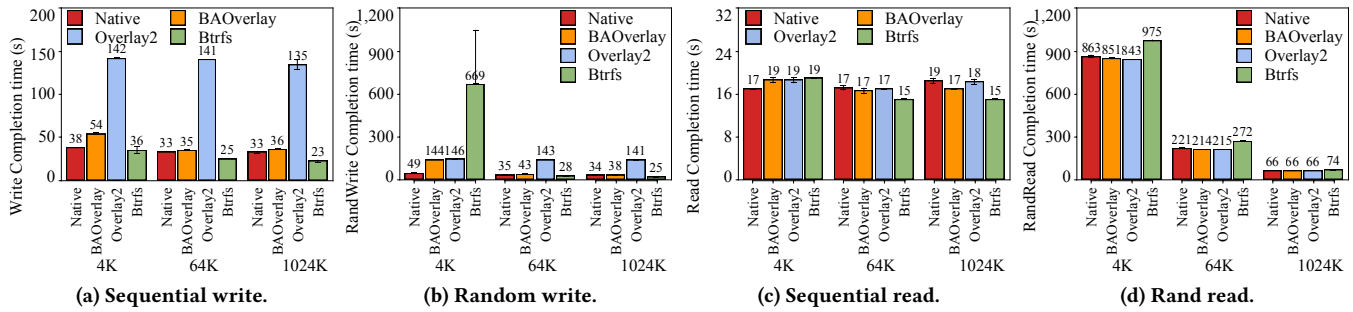 Write Completion time (s)
200
150
100
50
0
Native
BAOverlay
Overlay2
Btrfs
38
54
142
36
33
35
141
25
33
36
135
23
Native
BAOverlay
Overlay2
Btrfs
Native
BAOverlay
Overlay2
Btrfs
Native
BAOverlay
Overlay2
Btrfs
4K
64K
1024K
(a) Sequential write.
RandWrite Completion time (s)
1,200
900
600
300
0
Native
BAOverlay
Overlay2
Btrfs
49
144
146
669
35
43
143
28
34
38
141
25
Native
BAOverlay
Overlay2
Btrfs
Native
BAOverlay
Overlay2
Btrfs
Native
BAOverlay
Overlay2
Btrfs
4K
64K
1024K
(b) Random write.
Read Completion time (s)
32
24
16
8
0
Native
BAOverlay
Overlay2
Btrfs
17
19
19
19
17
17
17
15
19
17
18
15
Native
BAOverlay
Overlay2
Btrfs
Native
BAOverlay
Overlay2
Btrfs
Native
BAOverlay
Overlay2
Btrfs
4K
64K
1024K
(c) Sequential read.
RandRead Completion time (s)
1,200
900
600
300
0
Native
BAOverlay
Overlay2
Btrfs
863
851
843
975
221
214
215
272
66
66
66
74
Native
BAOverlay
Overlay2
Btrfs
Native
BAOverlay
Overlay2
Btrfs
Native
BAOverlay
Overlay2
Btrfs
4K
64K
1024K
(d) Rand read.